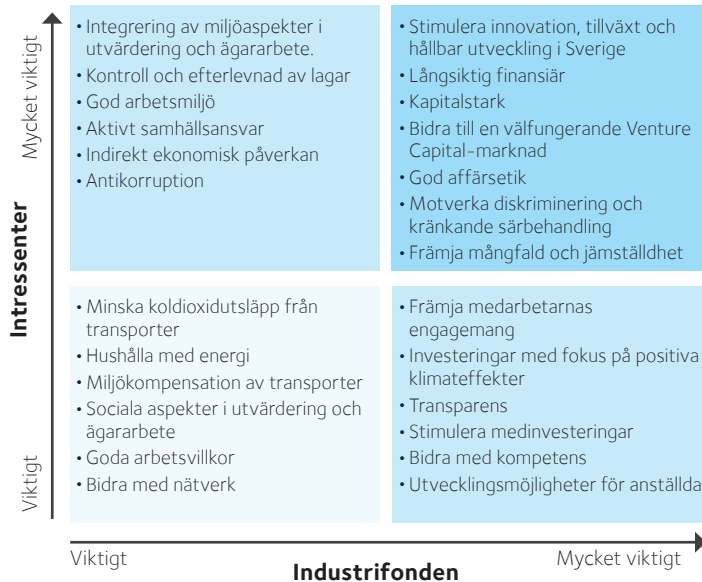 Mycket viktigt
Intressenter
Viktigt
• Integrering av miljöaspekter i
utvärdering och ägararbete.
• Kontroll och efterlevnad av lagar
• God arbetsmiljö
• Aktivt samhällsansvar
• Indirekt ekonomisk påverkan
• Antikorruption
• Stimulera innovation, tillväxt och
hållbar utveckling i Sverige
• Långsiktig finansiär
• Kapitalstark
• Bidra till en välfungerande Venture
Capital-marknad
• God affärsetik
• Motverka diskriminering och
kränkande särbehandling
• Främja mångfald och jämställdhet
• Minska koldioxidutsläpp från
transporter
• Hushålla med energi
• Miljökompensation av transporter
• Sociala aspekter i utvärdering och
ägararbete
• Goda arbetsvillkor
• Bidra med nätverk
• Främja medarbetarnas
engagemang
• Investeringar med fokus på positiva
klimateffekter
• Transparens
• Stimulera medinvesteringar
• Bidra med kompetens
• Utvecklingsmöjligheter för anställda
Viktigt
Industrifonden
Mycket viktigt